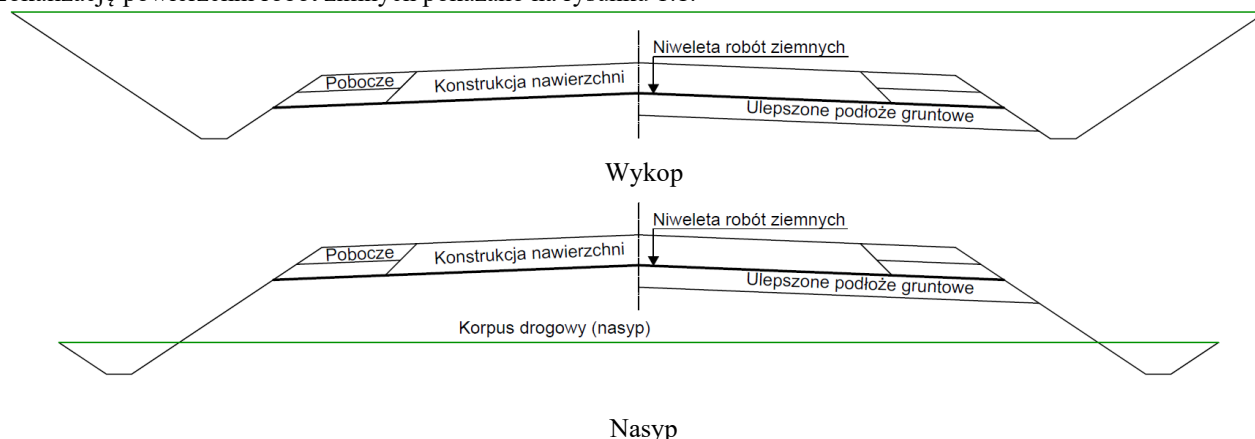 Niweleta robót ziemnych
Pobocze
Konstrukcja nawierzchni
Ulepszone podłoże gruntowe
Wykop
Niweleta robót ziemnych
Pobocze
Konstrukcja nawierzchni
Ulepszone podłoże gruntowe
Korpus drogowy (nasyp)
Nasyp